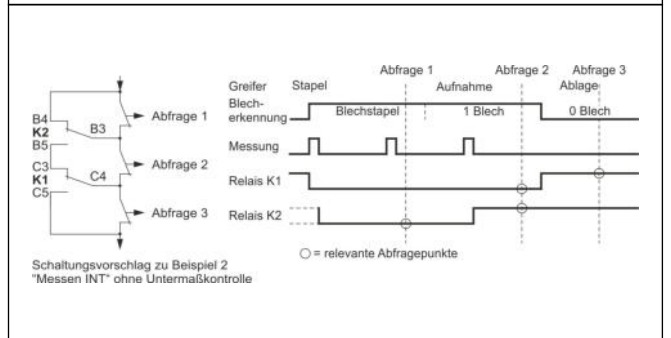 B4
K2
B5
B3
C3
K1
C5
C4
Abfrage 1
Abfrage 2
Abfrage 3
Schaltungsvorschlag zu Beispiel 2
"Messen INT" ohne Untermaßkontrolle
Abfrage 1
Abfrage 2
Abfrage 3
Greifer
Stapel
Aufnahme
Ablage
Blech-
erkennung
Blechstapel
1 Blech
0 Blech
Messung
Relais K1
Relais K2
= relevante Abfragepunkte